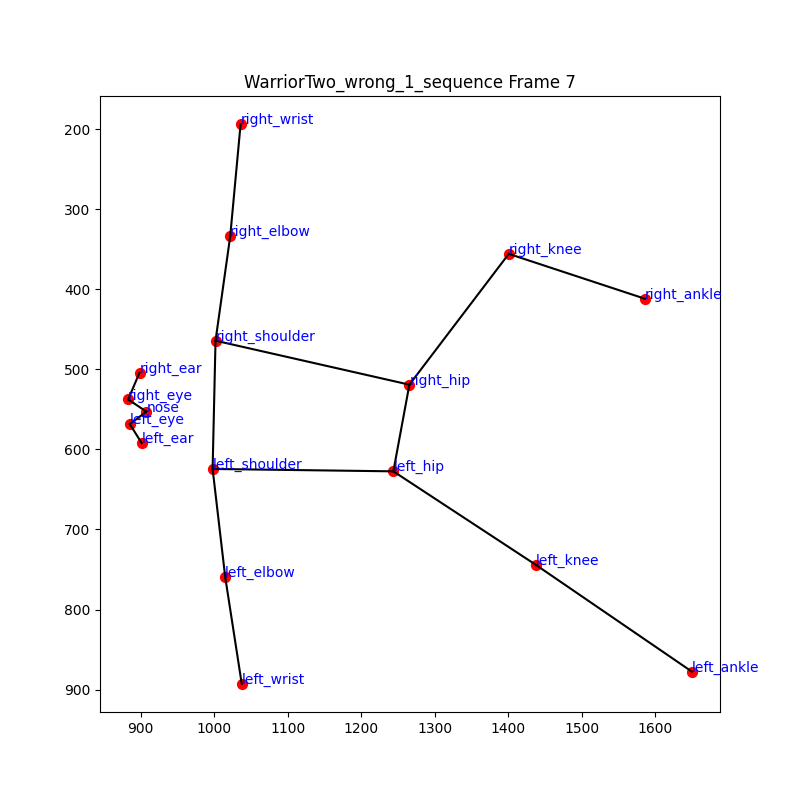 WarriorTwo_wrong_1_sequence Frame 7
right_wrist
right_elbow
right_knee
right_ankle
right_shoulder
right_ear
right_hip
right_eye
nose
left_eye
left_ear
left_shoulder
left_hip
left_knee
left_elbow
left_ankle
left_wrist
200
300
400
500
600
700
800
900
900 1000 1100 1200 1300 1400 1500 1600